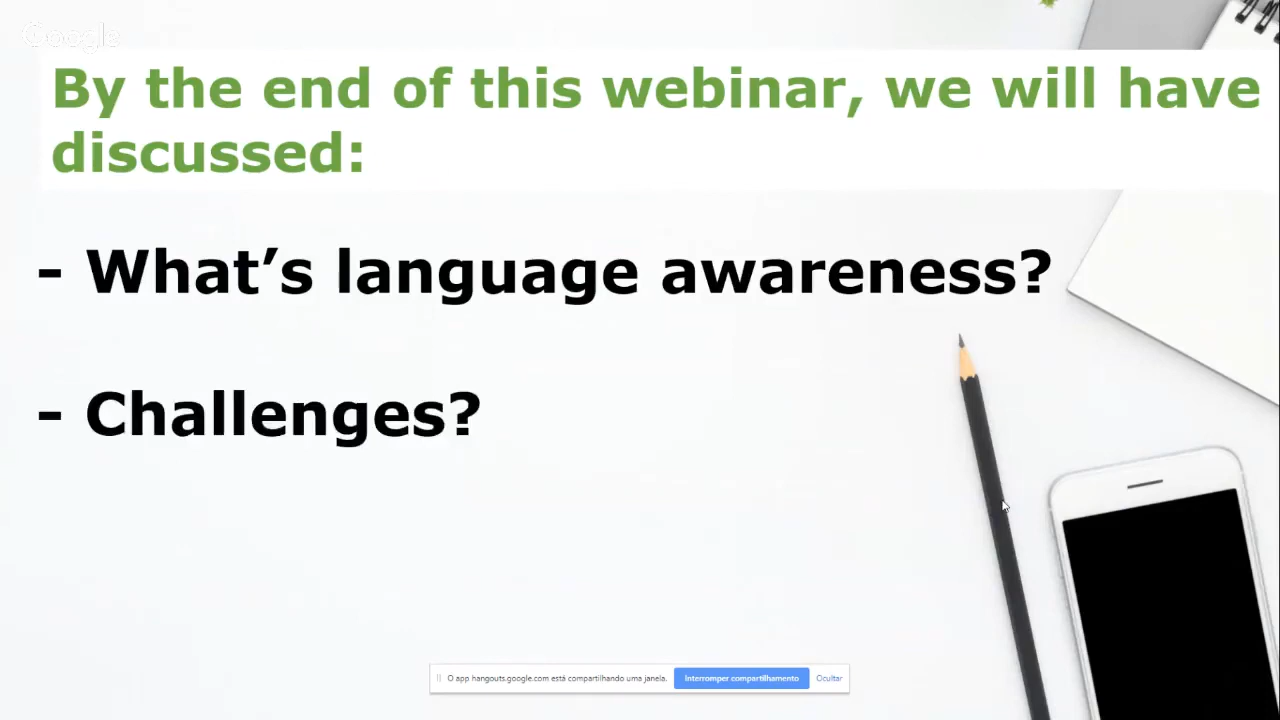 Google
By the end of this webinar, we will have
discussed:
- What’s language awareness?
- Challenges?
O app hangouts.google.com está compartilhando uma janela. Interromper compartilhamento Ocultar